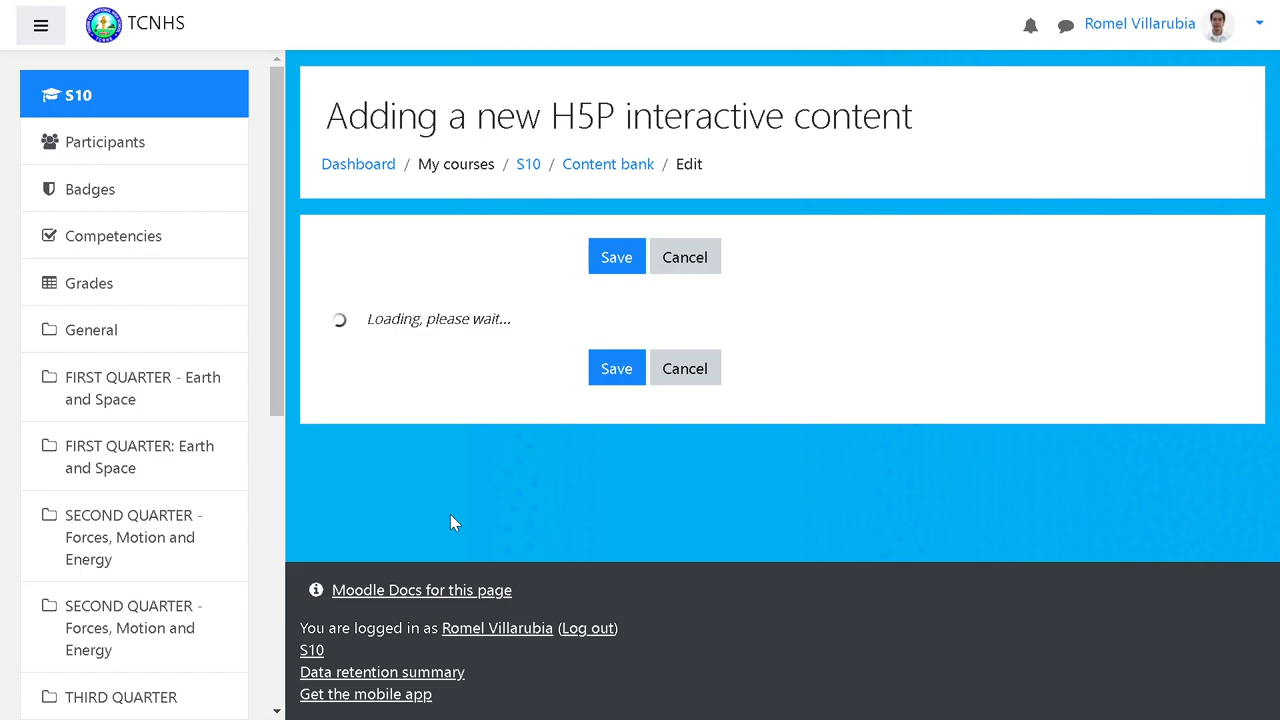 TCNHS
Romel Villarubia
S10
Participants
Badges
Competencies
Grades
General
FIRST QUARTER - Earth
and Space
FIRST QUARTER: Earth
and Space
SECOND QUARTER -
Forces, Motion and
Energy
SECOND QUARTER -
Forces, Motion and
Energy
THIRD QUARTER
Adding a new H5P interactive content
Dashboard / My courses / S10 / Content bank / Edit
Save Cancel
Loading, please wait...
Save Cancel
Moodle Docs for this page
You are logged in as Romel Villarubia (Log out)
S10
Data retention summary
Get the mobile app